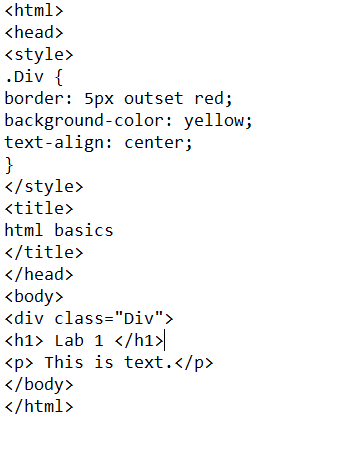 <html>
<head>
<style>
.Div {
border: 5px outset red;
background-color: yellow;
text-align: center;
}
</style>
<title>
html basics
</title>
</head>
<body>
<div class="Div">
<h1> Lab 1 </h1>
<p> This is text.</p>
</body>
</html>